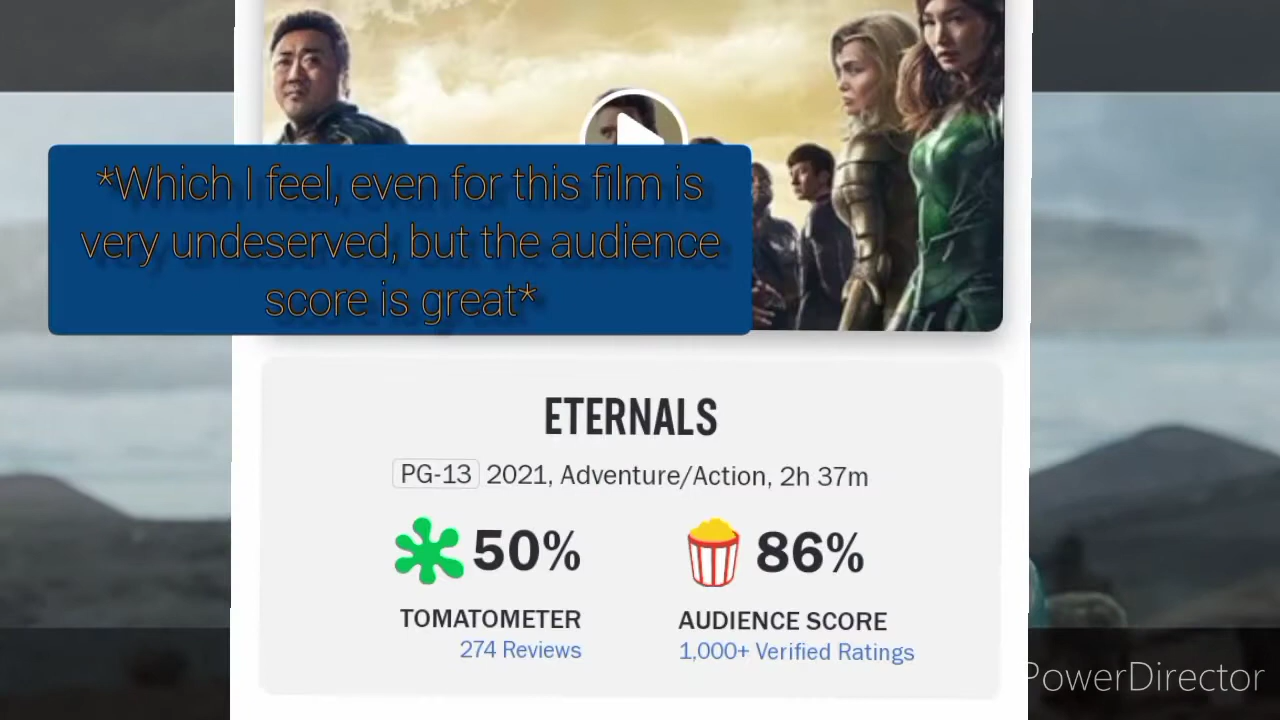 *Which I feel, even for this film is
very undeserved, but the audience
score is great*
ETERNALS
PG-13 2021, Adventure/Action, 2h 37m
50% 86%
TOMATOMETER AUDIENCE SCORE
274 Reviews 1,000+ Verified Ratings
PowerDirector